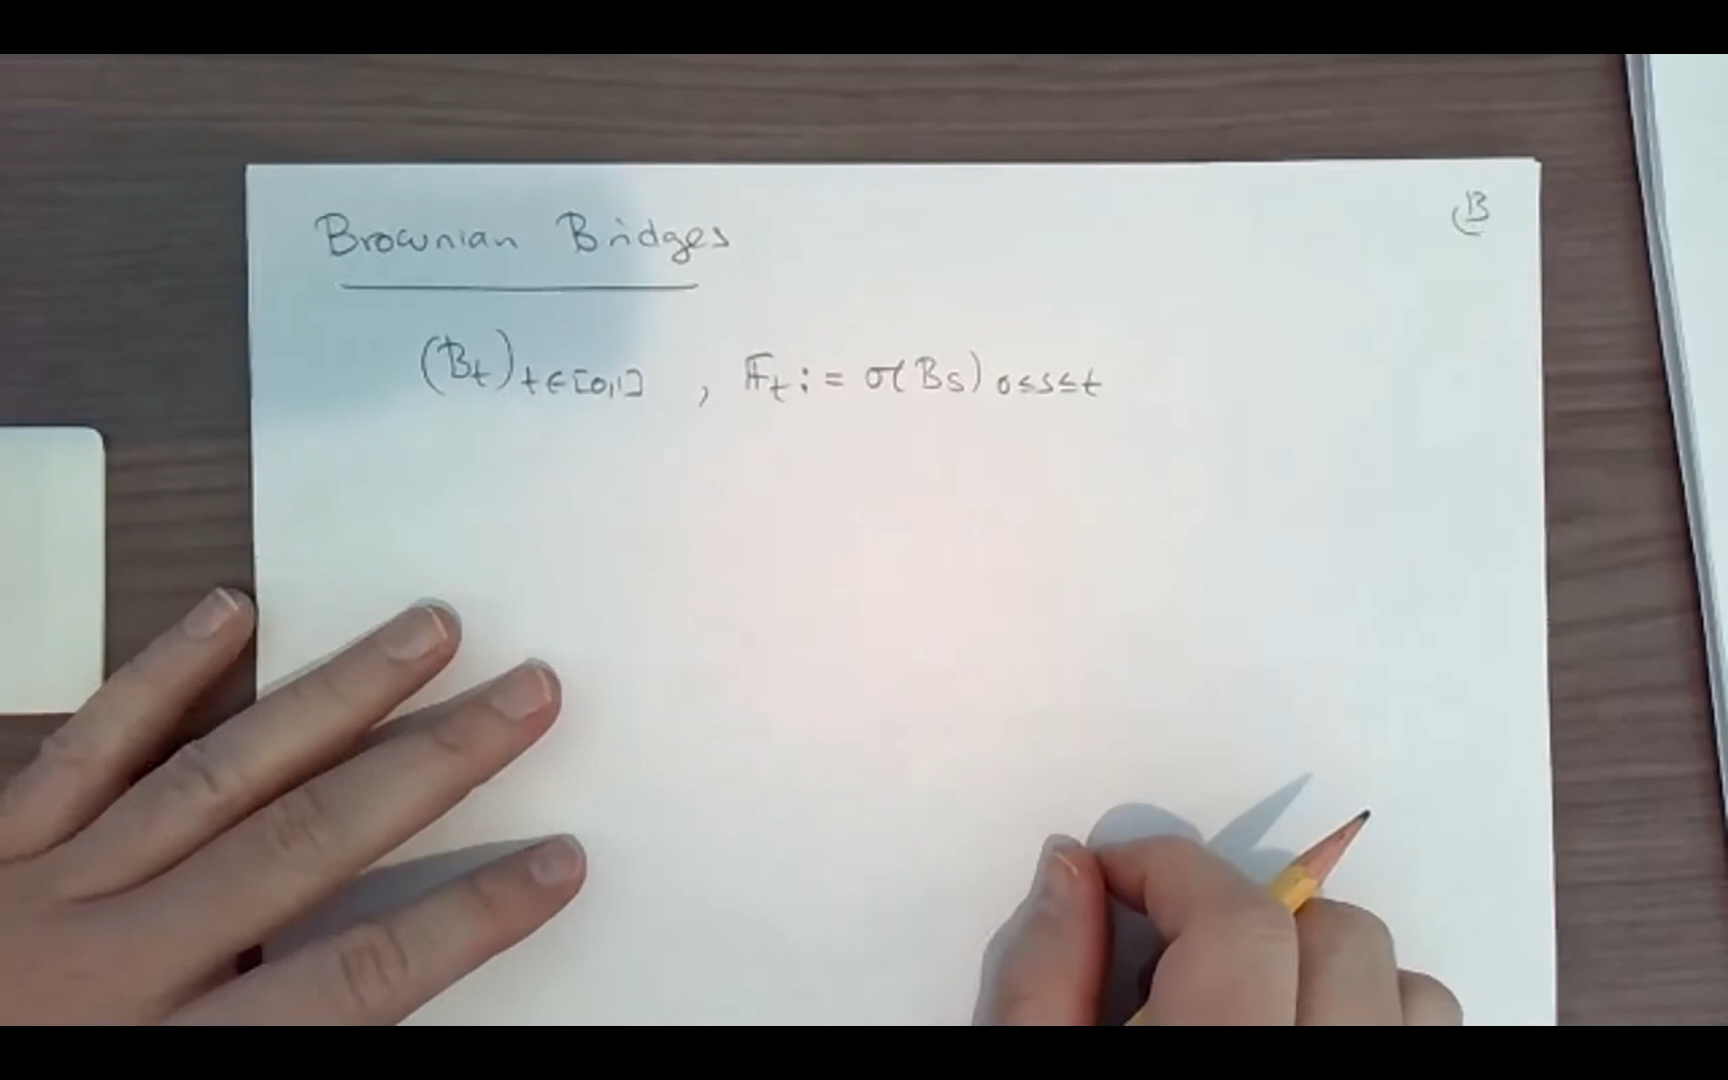 Brownian Bridges
B
(B_t)_{t∈[0,1]} , F_t := σ(B_s)_{0≤s≤t}